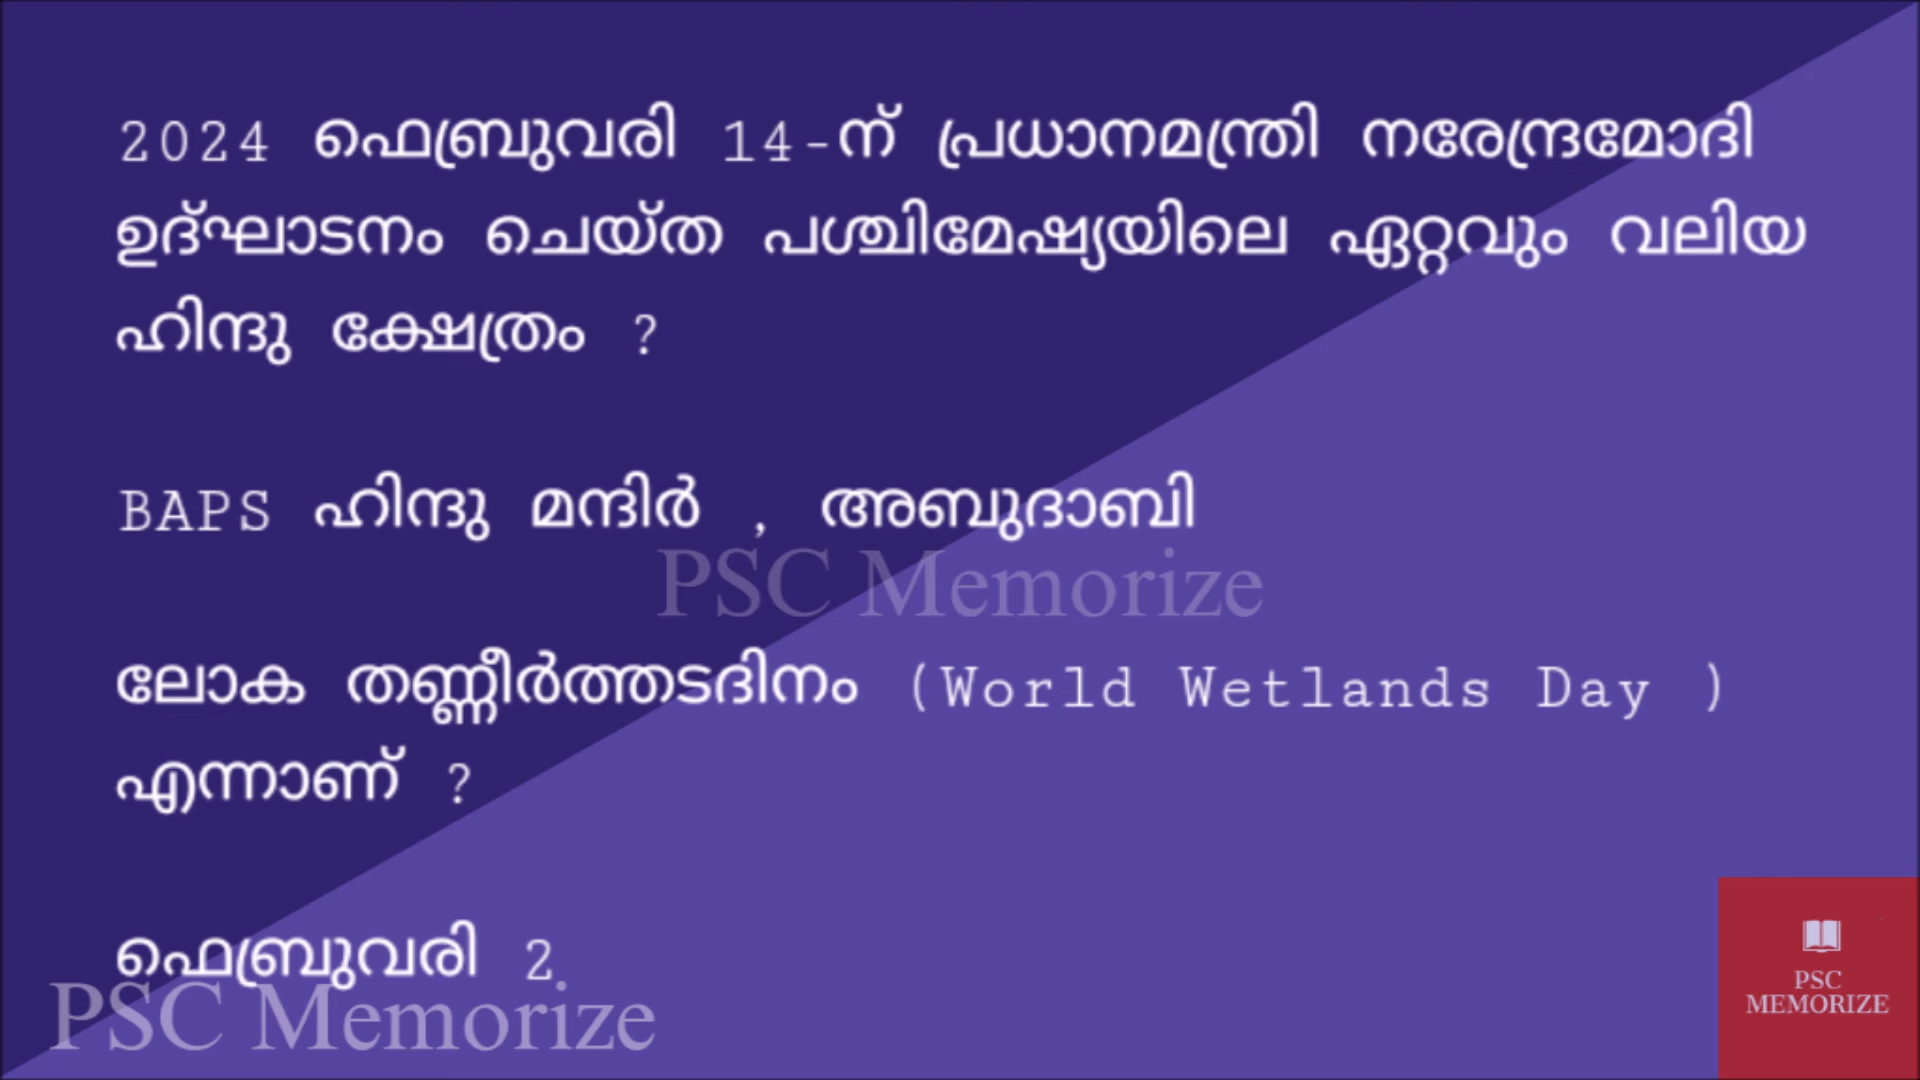 2024 ഫെബ്രുവരി 14-ന് പ്രധാനമന്ത്രി നരേന്ദ്രമോദി
ഉദ്ഘാടനം ചെയ്ത പശ്ചിമേഷ്യയിലെ ഏറ്റവും വലിയ
ഹിന്ദു ക്ഷേത്രം ?
BAPS ഹിന്ദു മന്ദിർ , അബുദാബി
PSC Memorize
ലോക തണ്ണീർത്തടദിനം (World Wetlands Day )
എന്നാണ് ?
ഫെബ്രുവരി 2
PSC Memorize
PSC
MEMORIZE